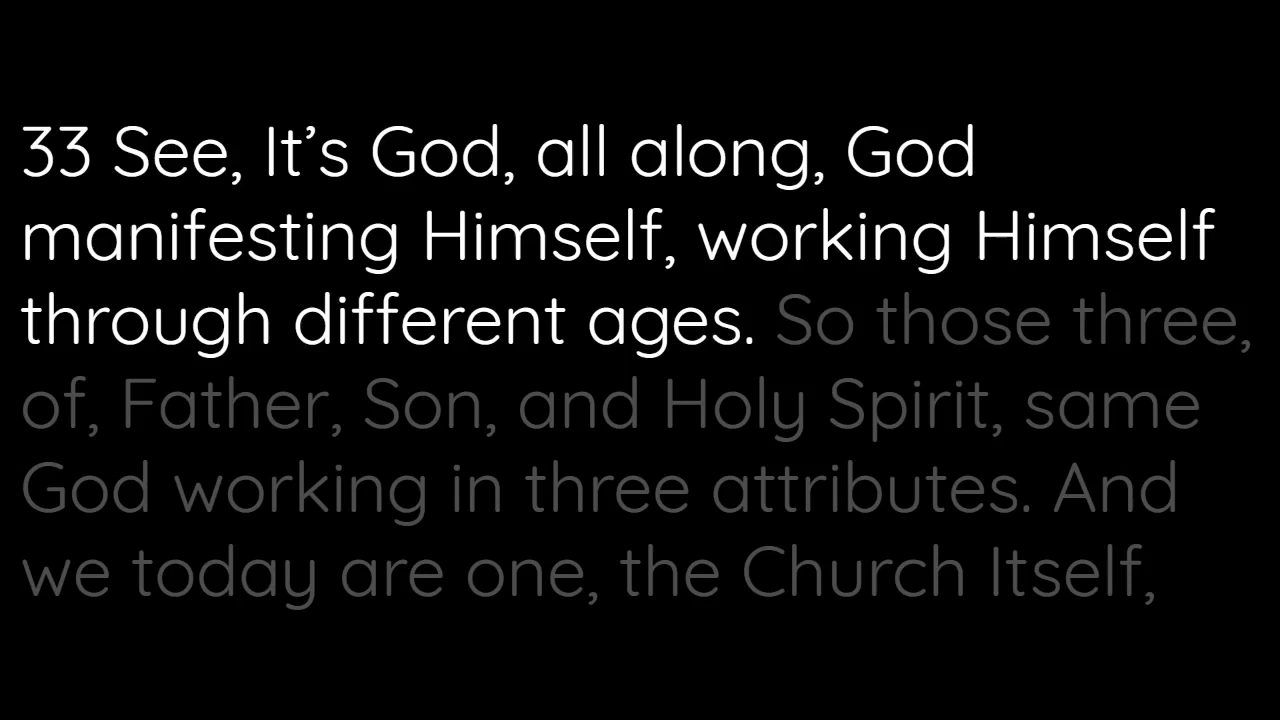 33 See, It’s God, all along, God
manifesting Himself, working Himself
through different ages. So those three,
of, Father, Son, and Holy Spirit, same
God working in three attributes. And
we today are one, the Church Itself,